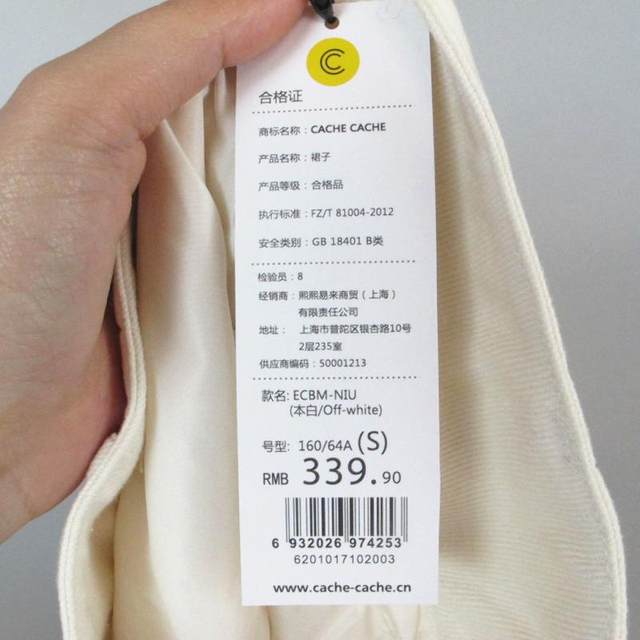 合格证
商标名称：CACHE CACHE
产品名称：裙子
产品等级：合格品
执行标准：FZ/T 81004-2012
安全类别：GB 18401 B类
检验员：8
经销商：熙熙易来商贸（上海）
有限责任公司
地址：上海市普陀区银杏路10号
2层235室
供应商编码：50001213
款名：ECBM-NIU
(本白/Off-white)
号型：160/64A (S)
RMB 339.90
6 932026 974253
6201017102003
www.cache-cache.cn